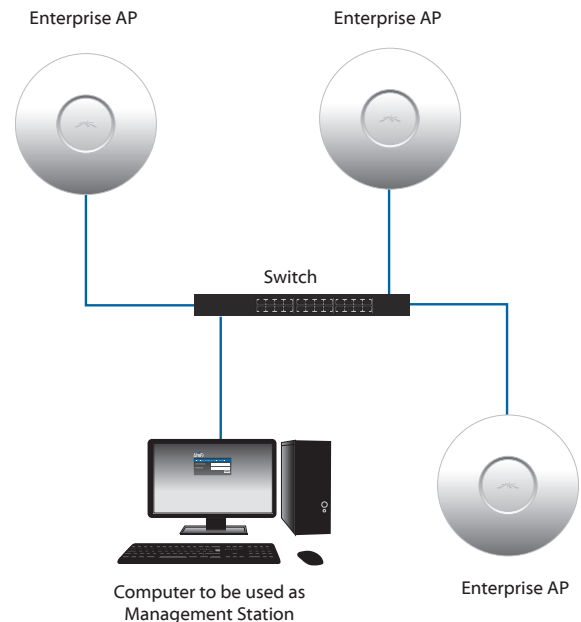 Enterprise AP
Enterprise AP
Switch
Computer to be used as
Management Station
Enterprise AP